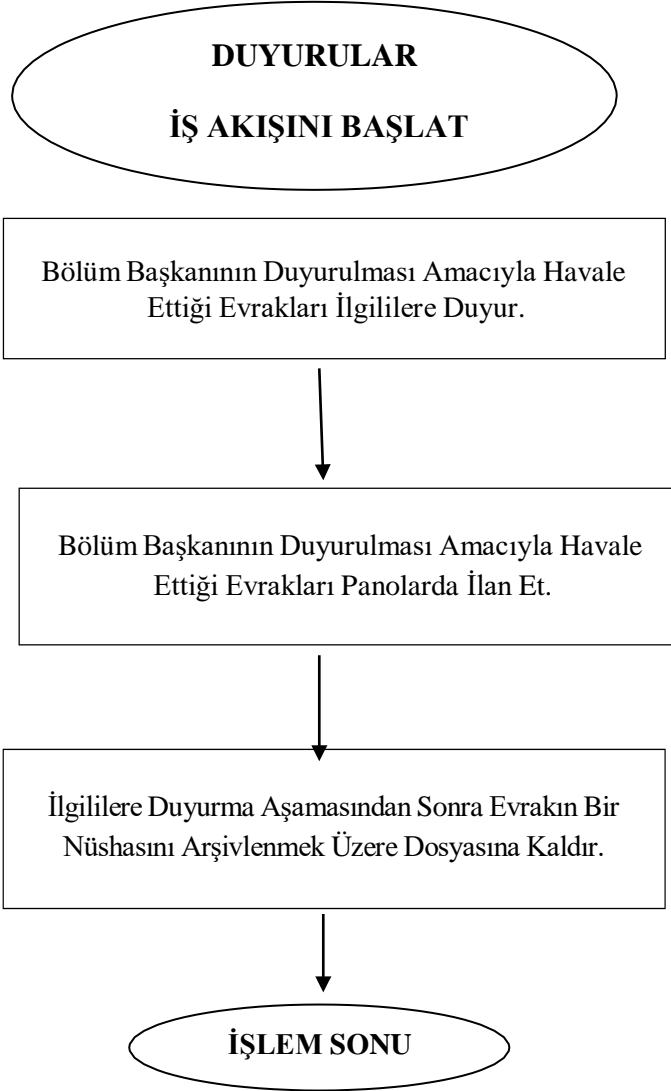 DUYURULAR
İŞ AKIŞINI BAŞLAT
Bölüm Başkanının Duyurulması Amacıyla Havale
Ettiği Evrakları İlgililere Duyur.
Bölüm Başkanının Duyurulması Amacıyla Havale
Ettiği Evrakları Panolarda İlan Et.
İlgililere Duyurma Aşamasından Sonra Evrakın Bir
Nüshasını Arşivlenmek Üzere Dosyasına Kaldır.
İŞLEM SONU